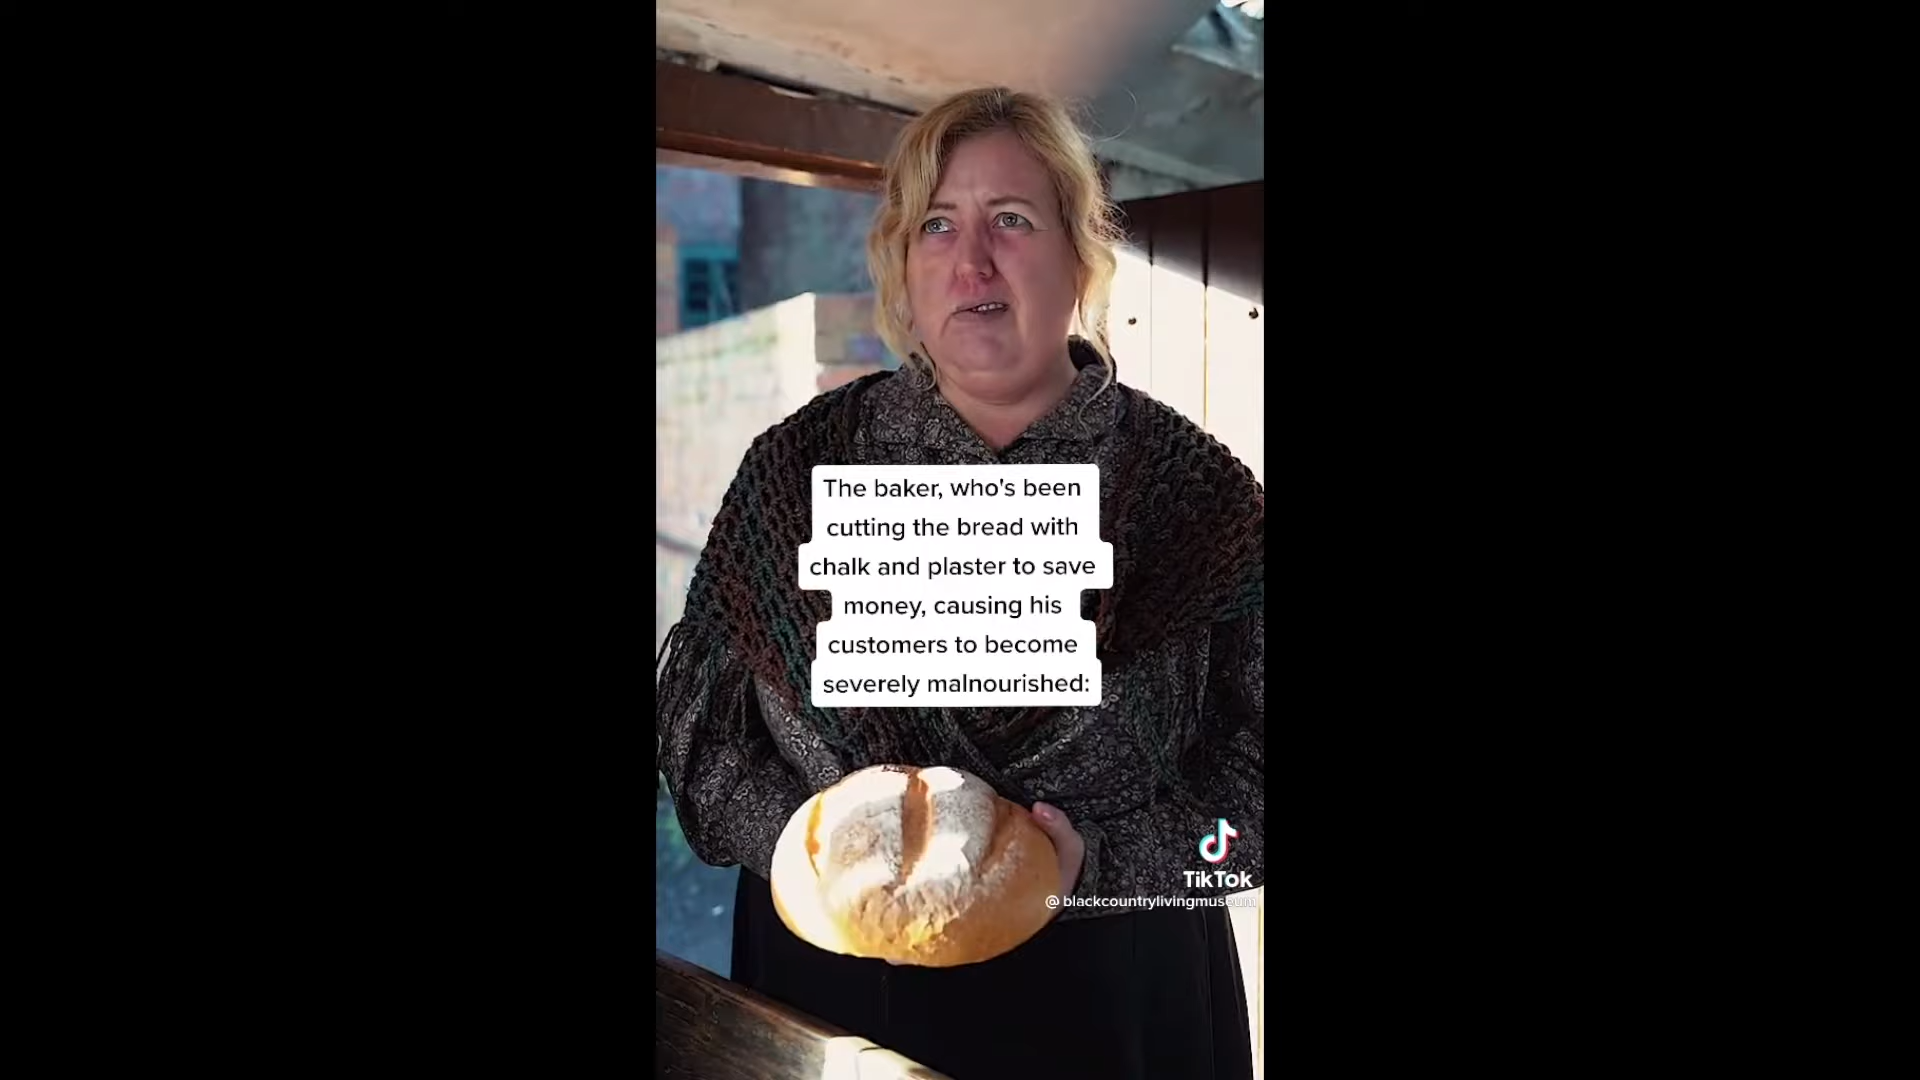 The baker, who's been
cutting the bread with
chalk and plaster to save
money, causing his
customers to become
severely malnourished:
TikTok
@ blackcountrylivingmuseum